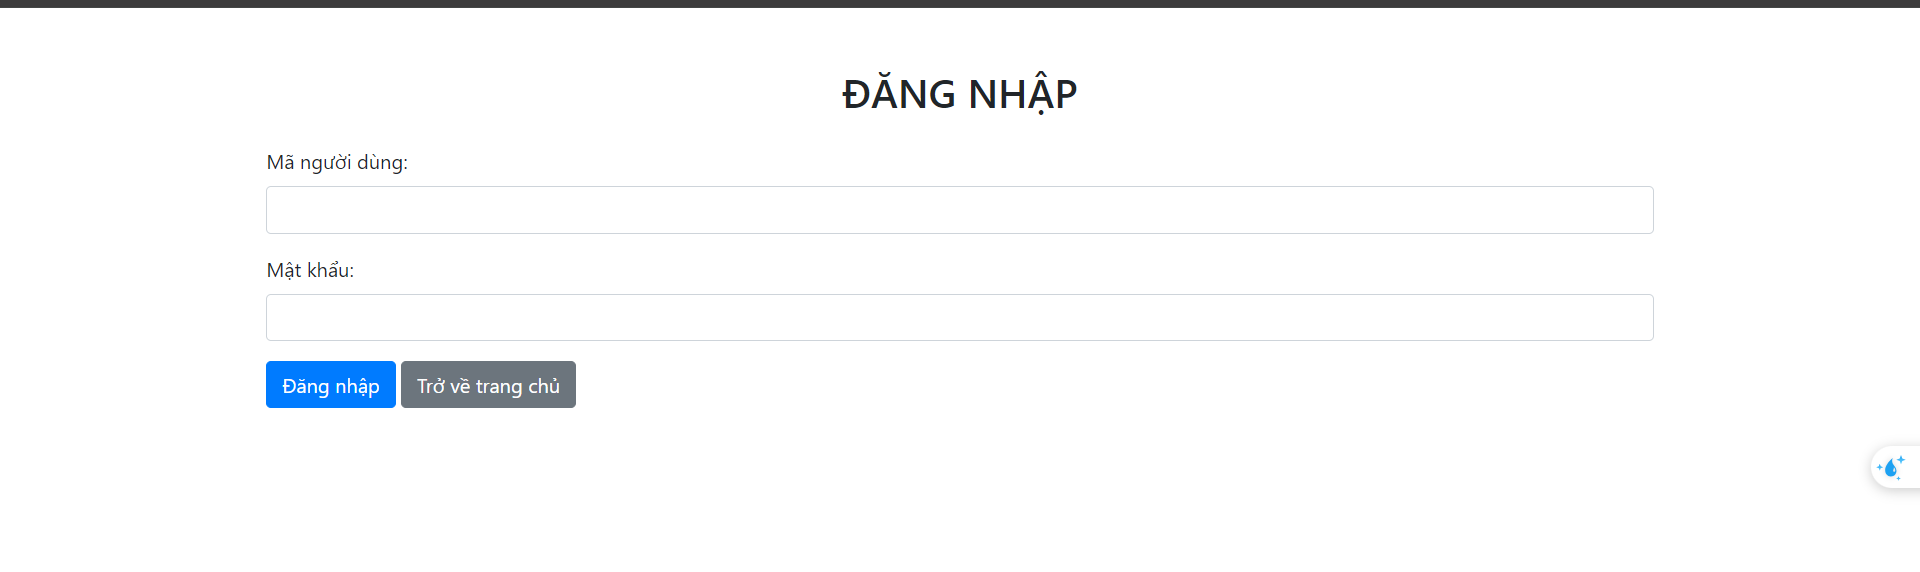 ĐĂNG NHẬP
Mã người dùng:
Mật khẩu:
Đăng nhập Trở về trang chủ